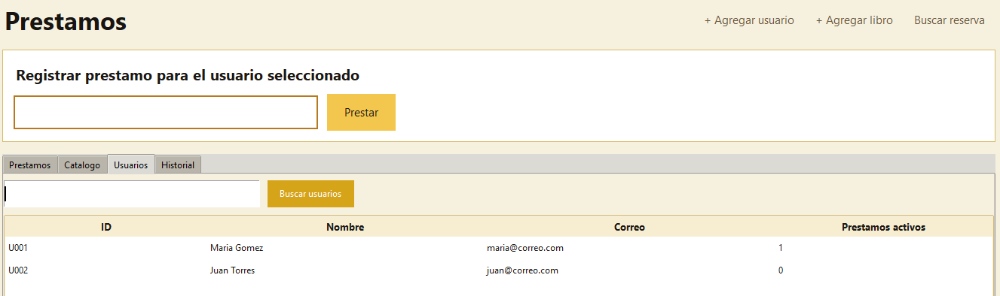 Prestamos
+ Agregar usuario + Agregar libro Buscar reserva
Registrar prestamo para el usuario seleccionado
Prestar
Prestamos Catalogo Usuarios Historial
Buscar usuarios
ID Nombre Correo Prestamos activos
U001 Maria Gomez maria@correo.com 1
U002 Juan Torres juan@correo.com 0